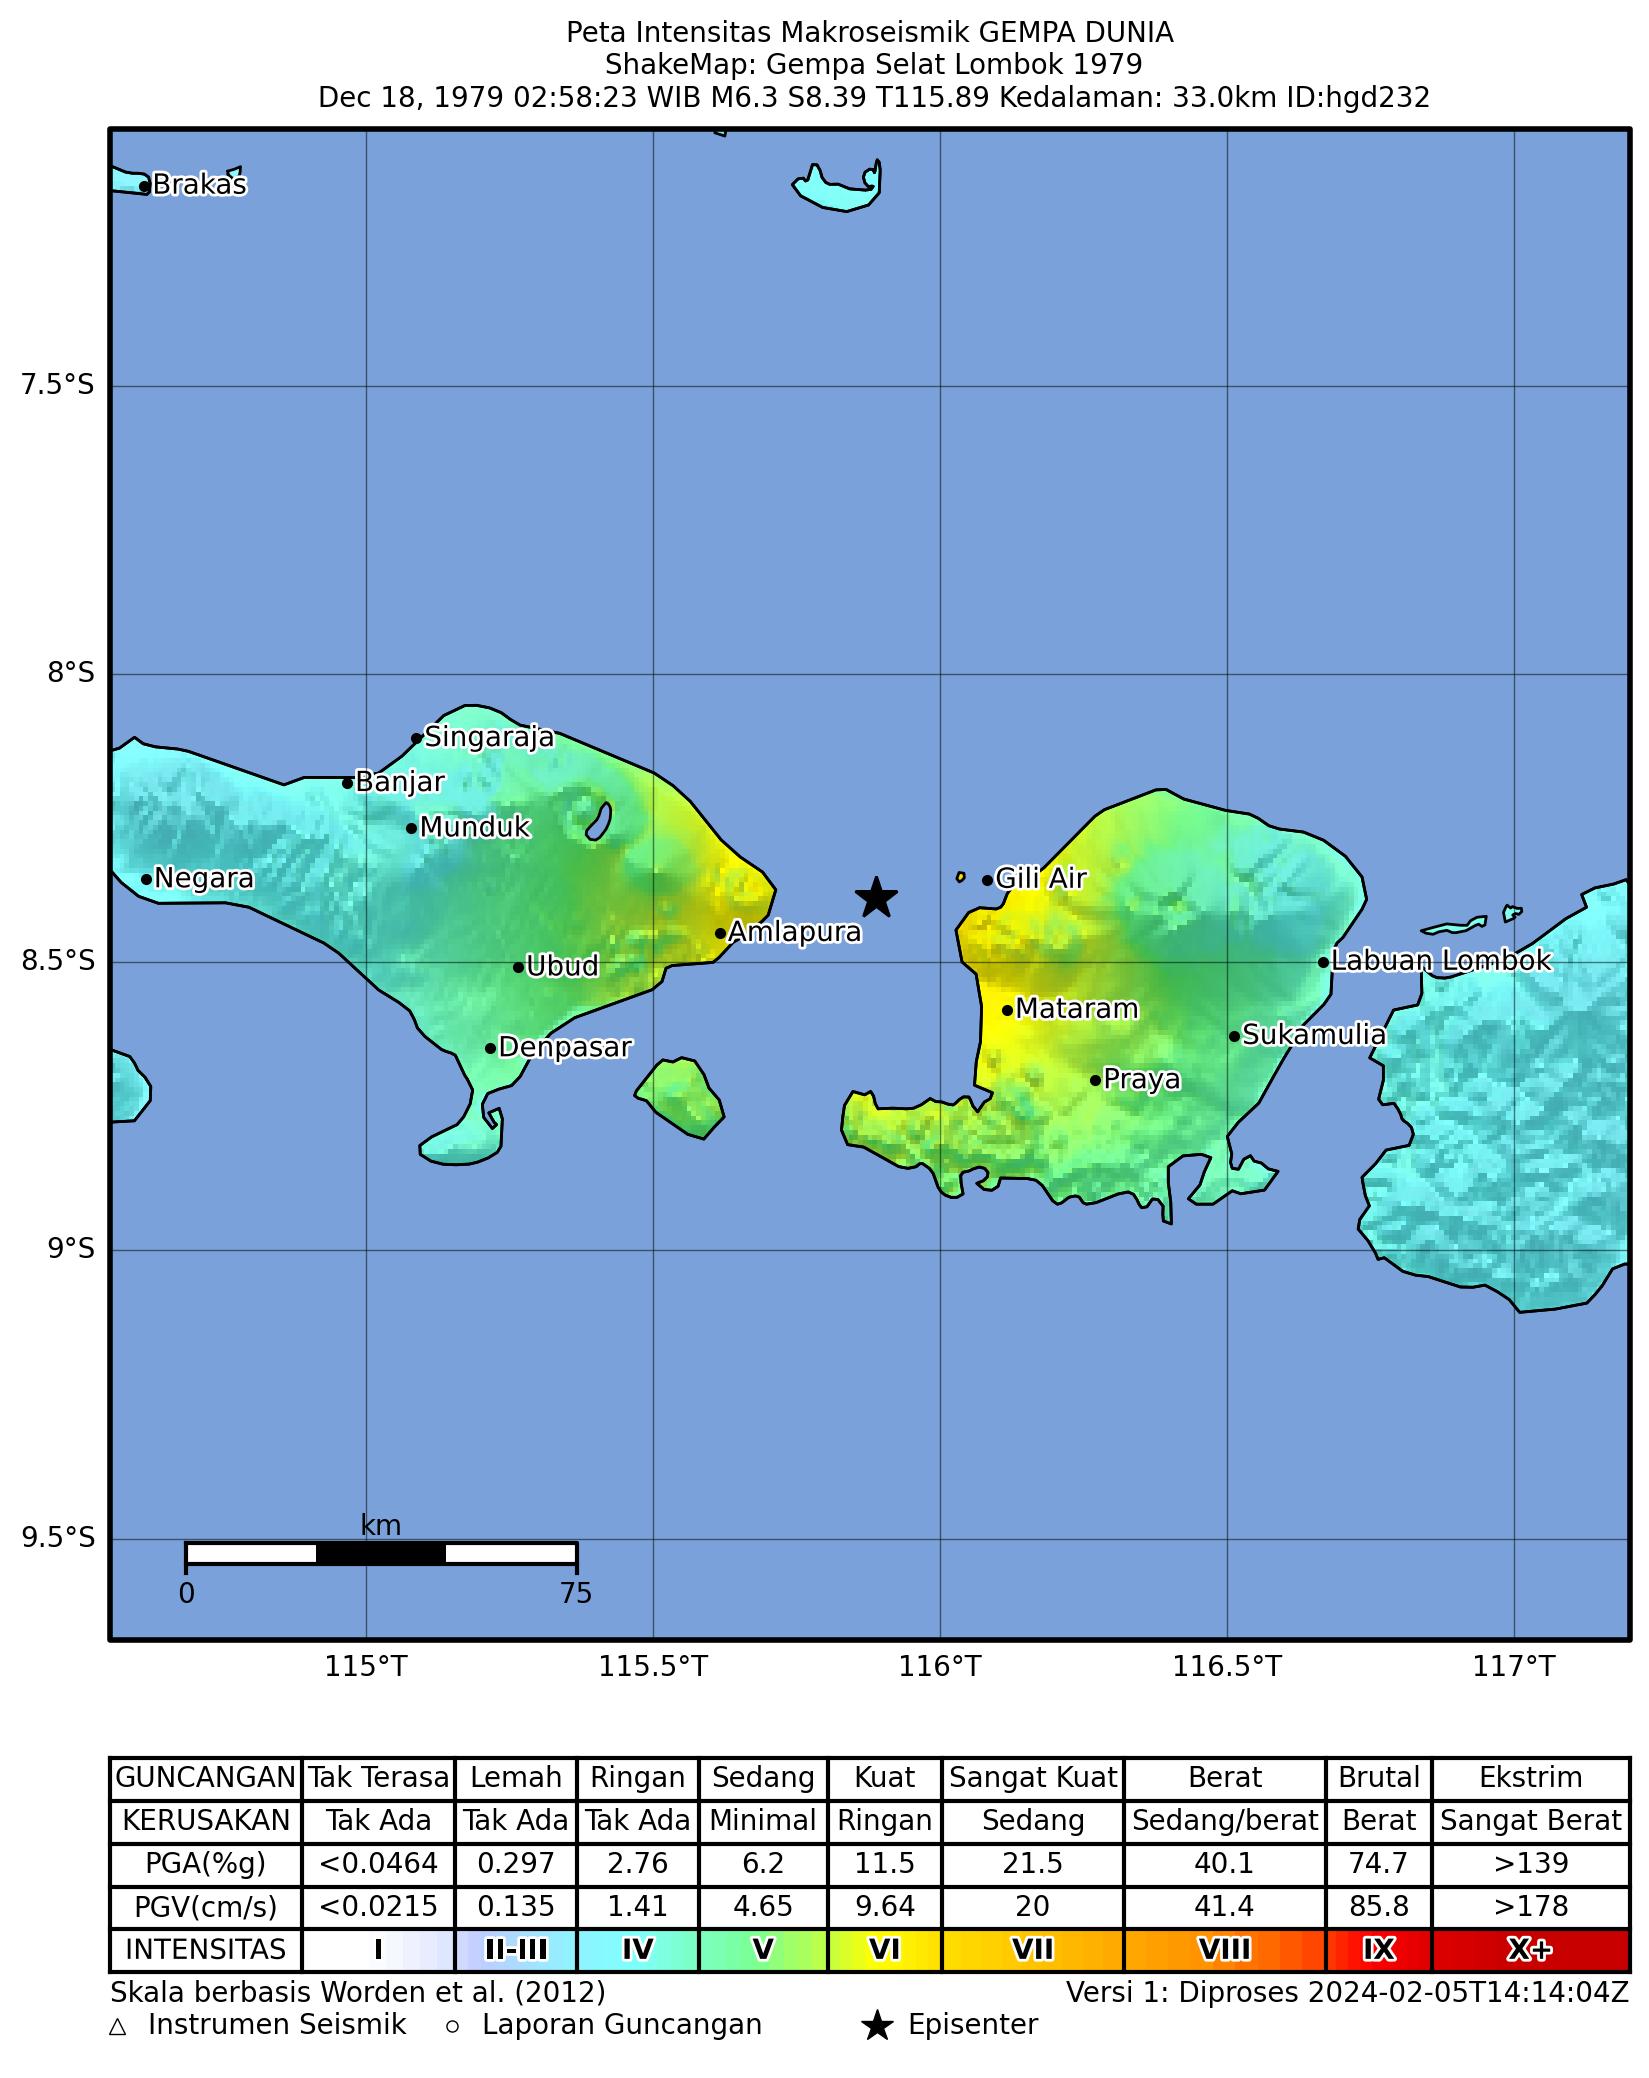 Peta Intensitas Makroseismik GEMPA DUNIA
ShakeMap: Gempa Selat Lombok 1979
Dec 18, 1979 02:58:23 WIB M6.3 S8.39 T115.89 Kedalaman: 33.0km ID:hgd232
Brakas
7.5°S
8°S
Singaraja
Banjar
Munduk
Negara
Gili Air
Amlapura
8.5°S
Ubud
Labuan Lombok
Mataram
Sukamulia
Denpasar
Praya
9°S
9.5°S
km
0 75
115°T 115.5°T 116°T 116.5°T 117°T
GUNCANGAN Tak Terasa Lemah Ringan Sedang Kuat Sangat Kuat Berat Brutal Ekstrim
KERUSAKAN Tak Ada Tak Ada Tak Ada Minimal Ringan Sedang Sedang/berat Berat Sangat Berat
PGA(%g) <0.0464 0.297 2.76 6.2 11.5 21.5 40.1 74.7 >139
PGV(cm/s) <0.0215 0.135 1.41 4.65 9.64 20 41.4 85.8 >178
INTENSITAS I II-III IV V VI VII VIII IX X+
Skala berbasis Worden et al. (2012) Versi 1: Diproses 2024-02-05T14:14:04Z
Instrumen Seismik Laporan Guncangan Episenter